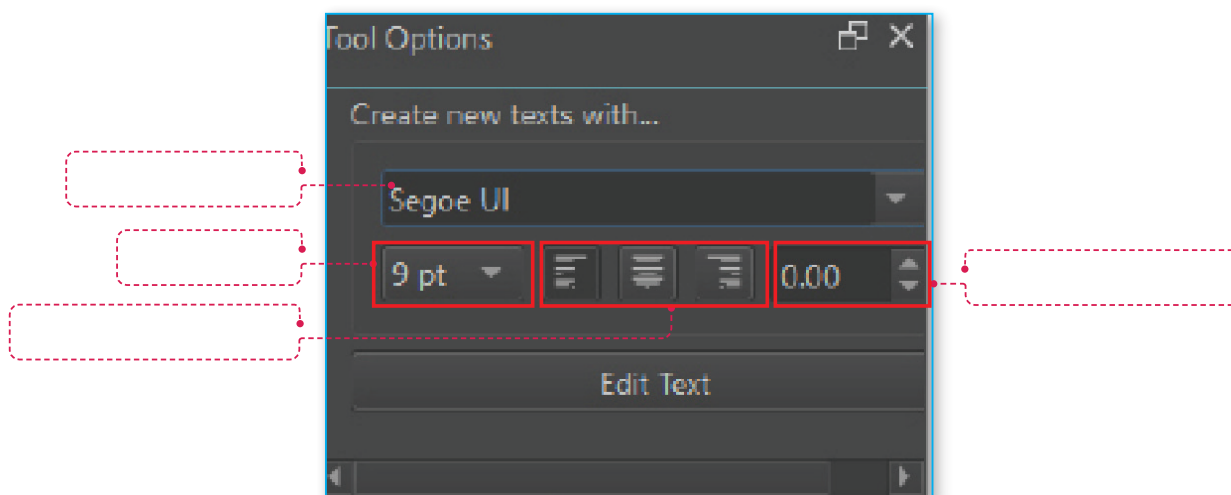 Tool Options
Create new texts with...
Segoe UI
9 pt 0.00
Edit Text